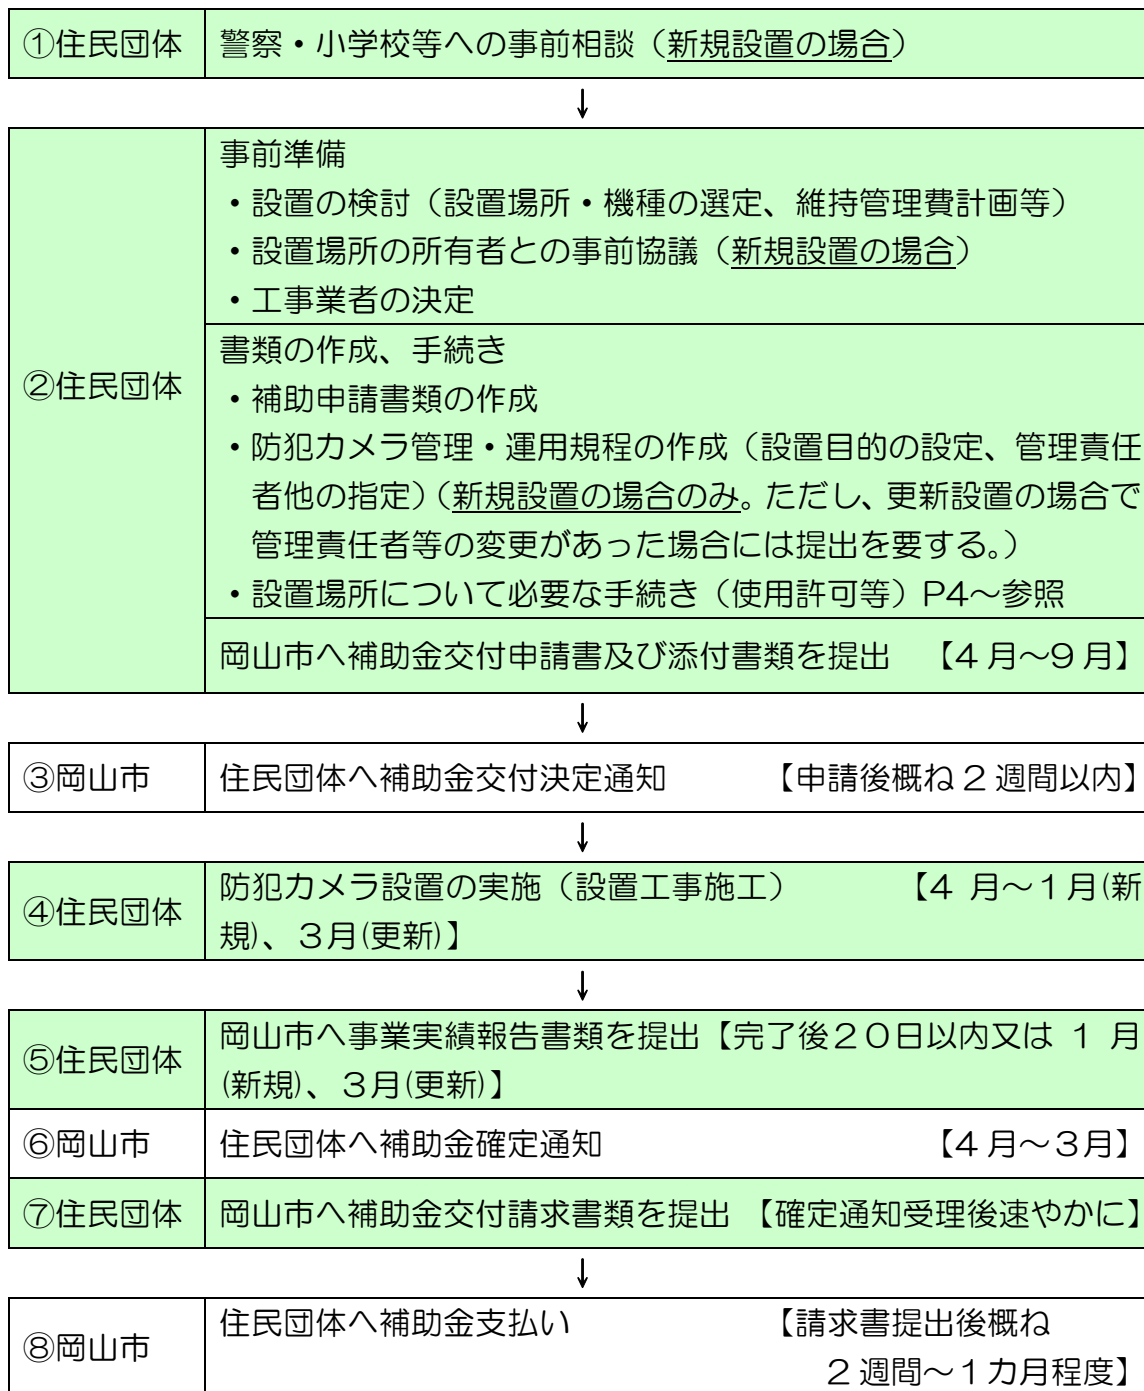 ①住民団体 警察・小学校等への事前相談（新規設置の場合）
↓
②住民団体
事前準備
・設置の検討（設置場所・機種の選定、維持管理費計画等）
・設置場所の所有者との事前協議（新規設置の場合）
・工事業者の決定
書類の作成、手続き
・補助申請書類の作成
・防犯カメラ管理・運用規程の作成（設置目的の設定、管理責任
者他の指定）（新規設置の場合のみ。ただし、更新設置の場合で
管理責任者等の変更があった場合には提出を要する。）
・設置場所について必要な手続き（使用許可等）P4～参照
岡山市へ補助金交付申請書及び添付書類を提出 【４月～９月】
↓
③岡山市 住民団体へ補助金交付決定通知 【申請後概ね２週間以内】
↓
④住民団体
防犯カメラ設置の実施（設置工事施工） 【４ 月～１月(新
規)、３月(更新)】
↓
⑤住民団体
岡山市へ事業実績報告書類を提出【完了後２０日以内又は １ 月
(新規)、３月(更新)】
⑥岡山市 住民団体へ補助金確定通知 【４月～３月】
⑦住民団体 岡山市へ補助金交付請求書類を提出 【確定通知受理後速やかに】
↓
⑧岡山市
住民団体へ補助金支払い 【請求書提出後概ね
２週間～１カ月程度】